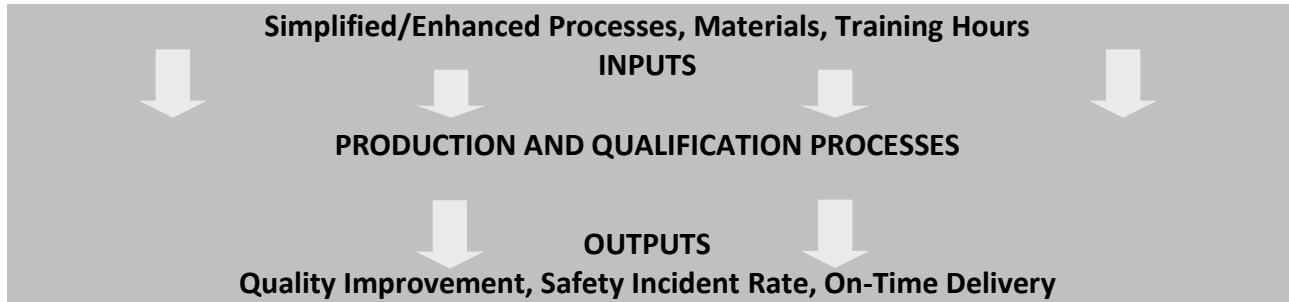 Simplified/Enhanced Processes, Materials, Training Hours
INPUTS
PRODUCTION AND QUALIFICATION PROCESSES
OUTPUTS
Quality Improvement, Safety Incident Rate, On-Time Delivery